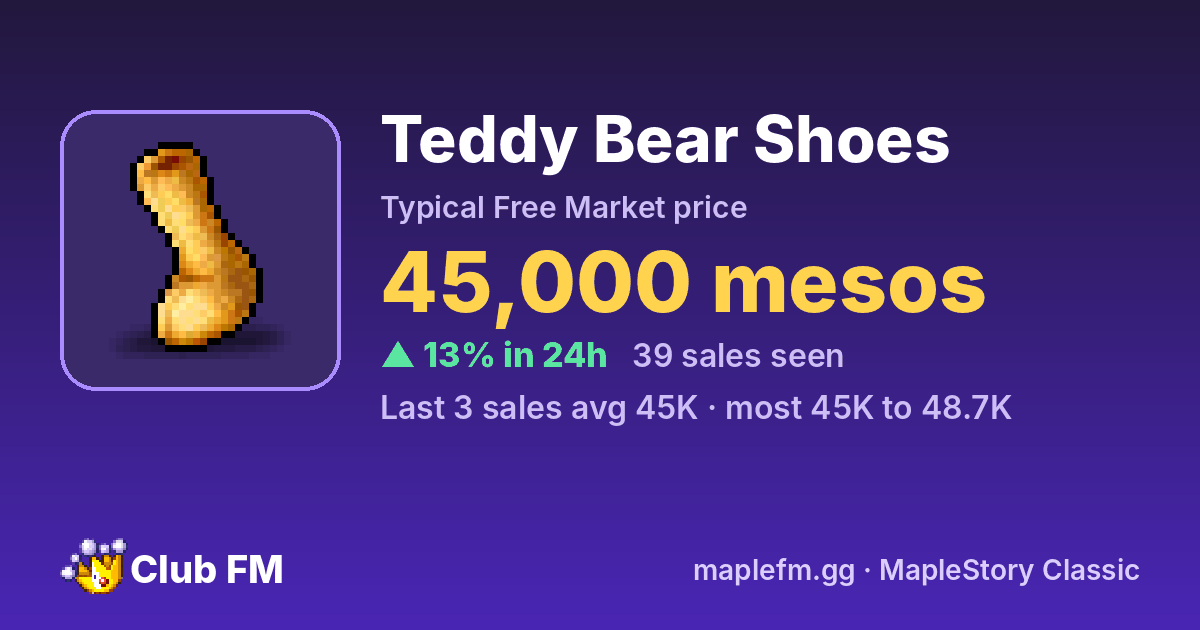 Teddy Bear Shoes
Typical Free Market price
45,000 mesos
▲ 13% in 24h 39 sales seen
Last 3 sales avg 45K · most 45K to 48.7K
Club FM
maplefm.gg · MapleStory Classic